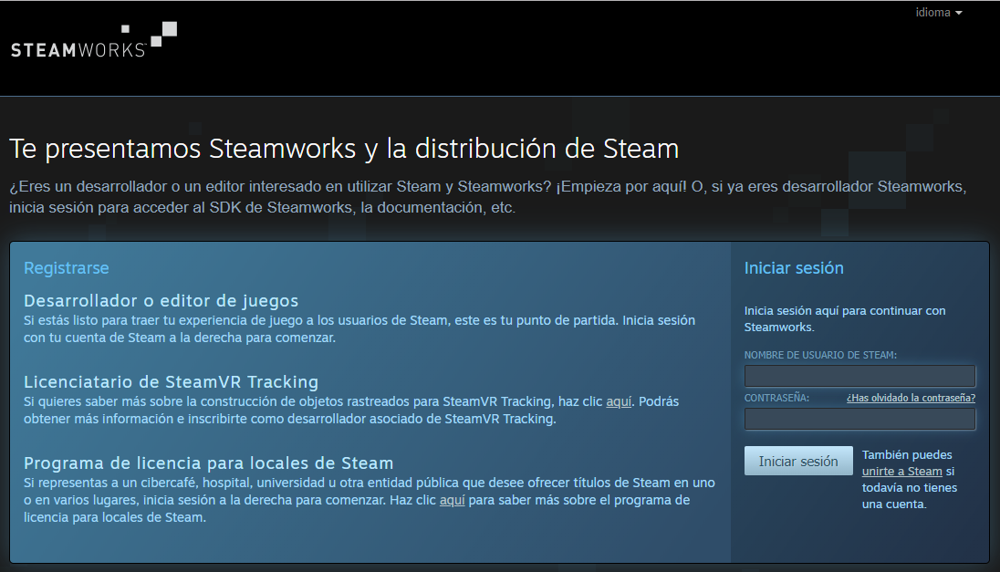 idioma
STEAMWORKS™
Te presentamos Steamworks y la distribución de Steam
¿Eres un desarrollador o un editor interesado en utilizar Steam y Steamworks? ¡Empieza por aquí! O, si ya eres desarrollador Steamworks,
inicia sesión para acceder al SDK de Steamworks, la documentación, etc.
Registrarse
Desarrollador o editor de juegos
Si estás listo para traer tu experiencia de juego a los usuarios de Steam, este es tu punto de partida. Inicia sesión
con tu cuenta de Steam a la derecha para comenzar.
Licenciatario de SteamVR Tracking
Si quieres saber más sobre la construcción de objetos rastreados para SteamVR Tracking, haz clic aquí. Podrás
obtener más información e inscribirte como desarrollador asociado de SteamVR Tracking.
Programa de licencia para locales de Steam
Si representas a un cibercafé, hospital, universidad u otra entidad pública que desee ofrecer títulos de Steam en uno
o en varios lugares, inicia sesión a la derecha para comenzar. Haz clic aquí para saber más sobre el programa de
licencia para locales de Steam.
Iniciar sesión
Inicia sesión aquí para continuar con
Steamworks.
NOMBRE DE USUARIO DE STEAM:
CONTRASEÑA: ¿Has olvidado la contraseña?
Iniciar sesión
También puedes
unirte a Steam si
todavía no tienes
una cuenta.